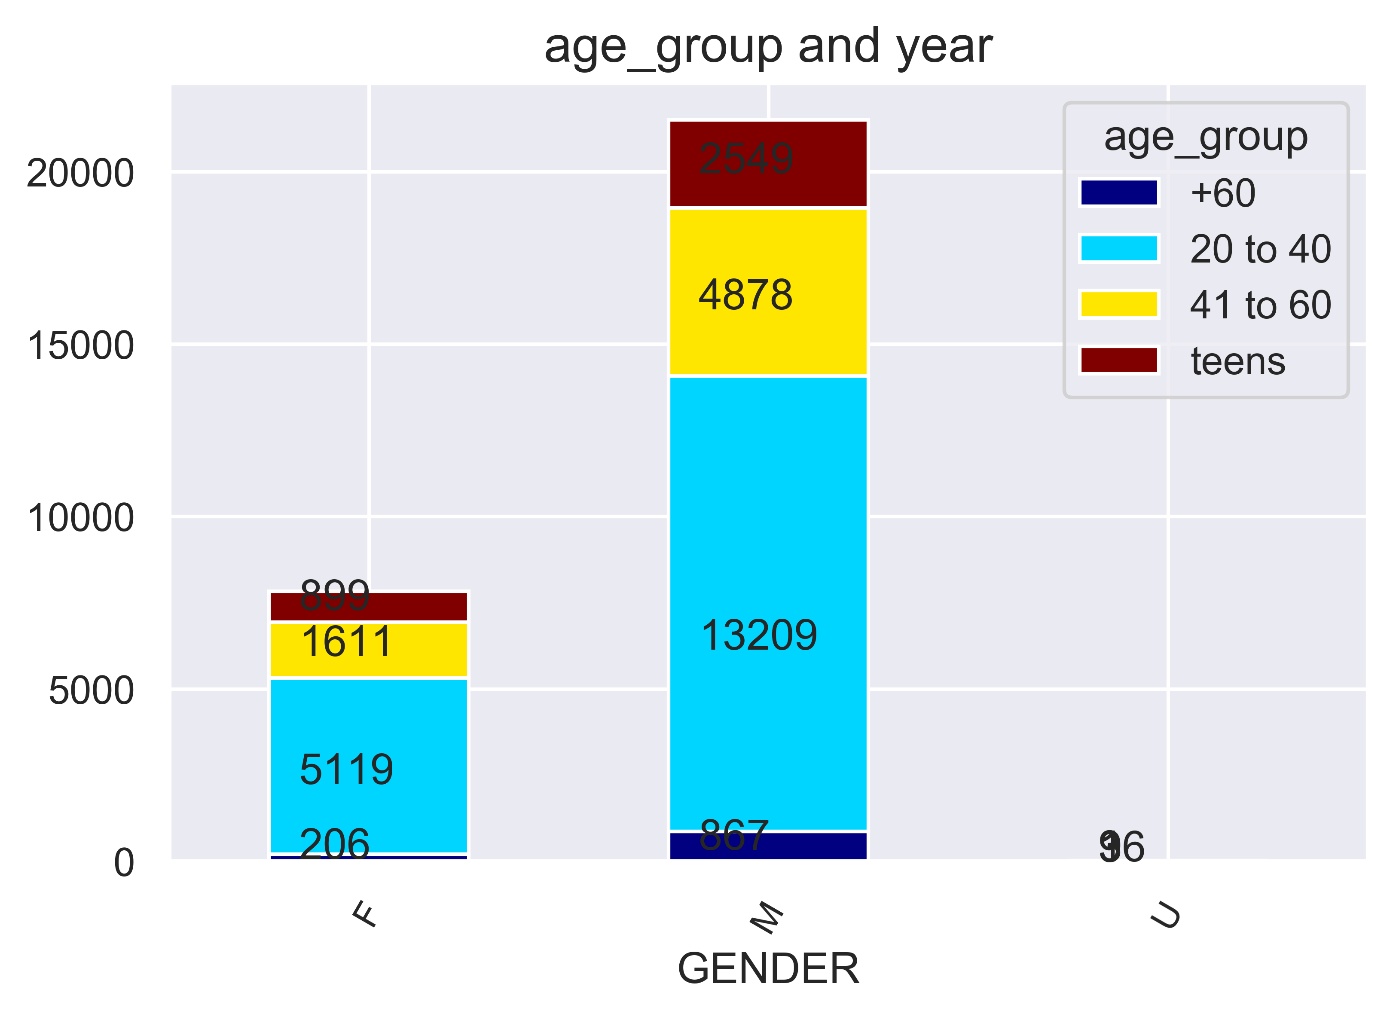 age_group and year
age_group
+60
20 to 40
41 to 60
teens
20000
15000
10000
5000
0
899
1611
5119
206
2549
4878
13209
867
F
M
U
GENDER